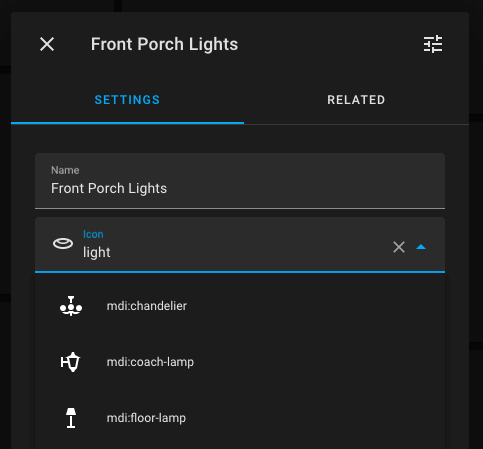 Front Porch Lights
SETTINGS
RELATED
Name
Front Porch Lights
Icon
light
mdi:chandelier
mdi:coach-lamp
mdi:floor-lamp